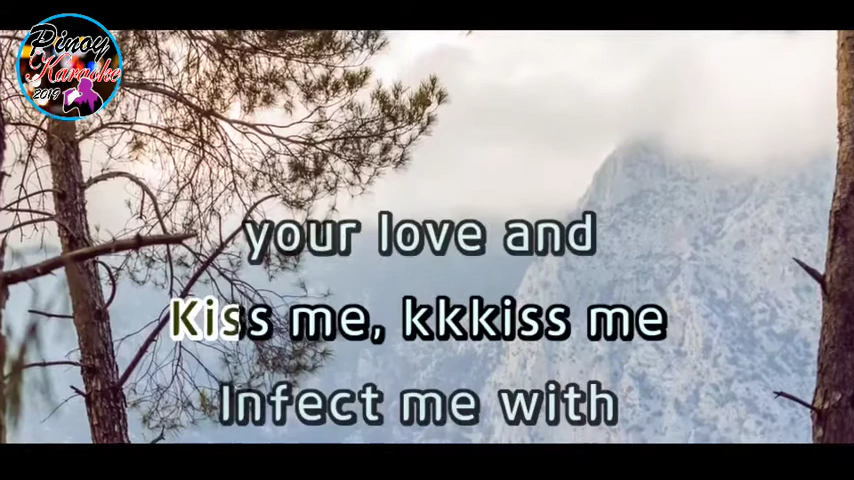 Pinoy
Karaoke
2019
your love and
Kiss me, kkkiss me
Infect me with